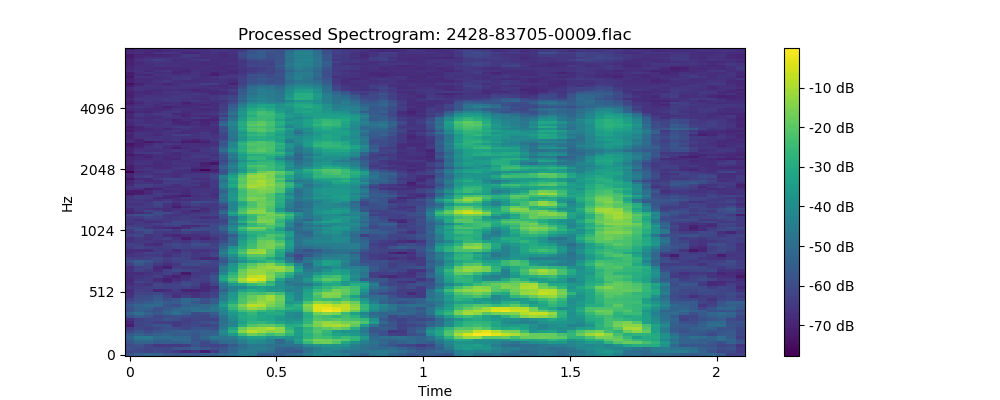 Processed Spectrogram: 2428-83705-0009.flac
Hz
4096
2048
1024
512
0
0
0.5
1
1.5
2
Time
-10 dB
-20 dB
-30 dB
-40 dB
-50 dB
-60 dB
-70 dB